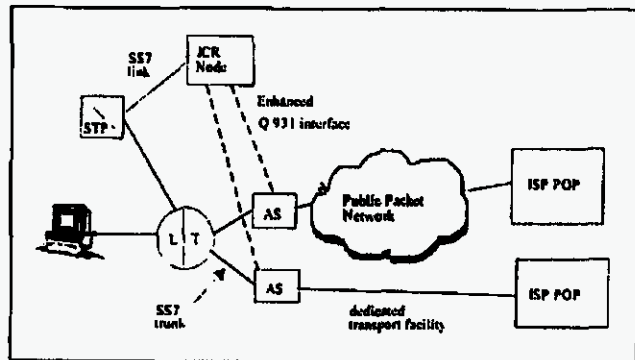 SS7
link
ICR
Node
STP
Enhanced
Q 931 interface
AS
Public Packet
Network
ISP POP
L T
AS
ISP POP
SS7
trunk
dedicated
transport facility